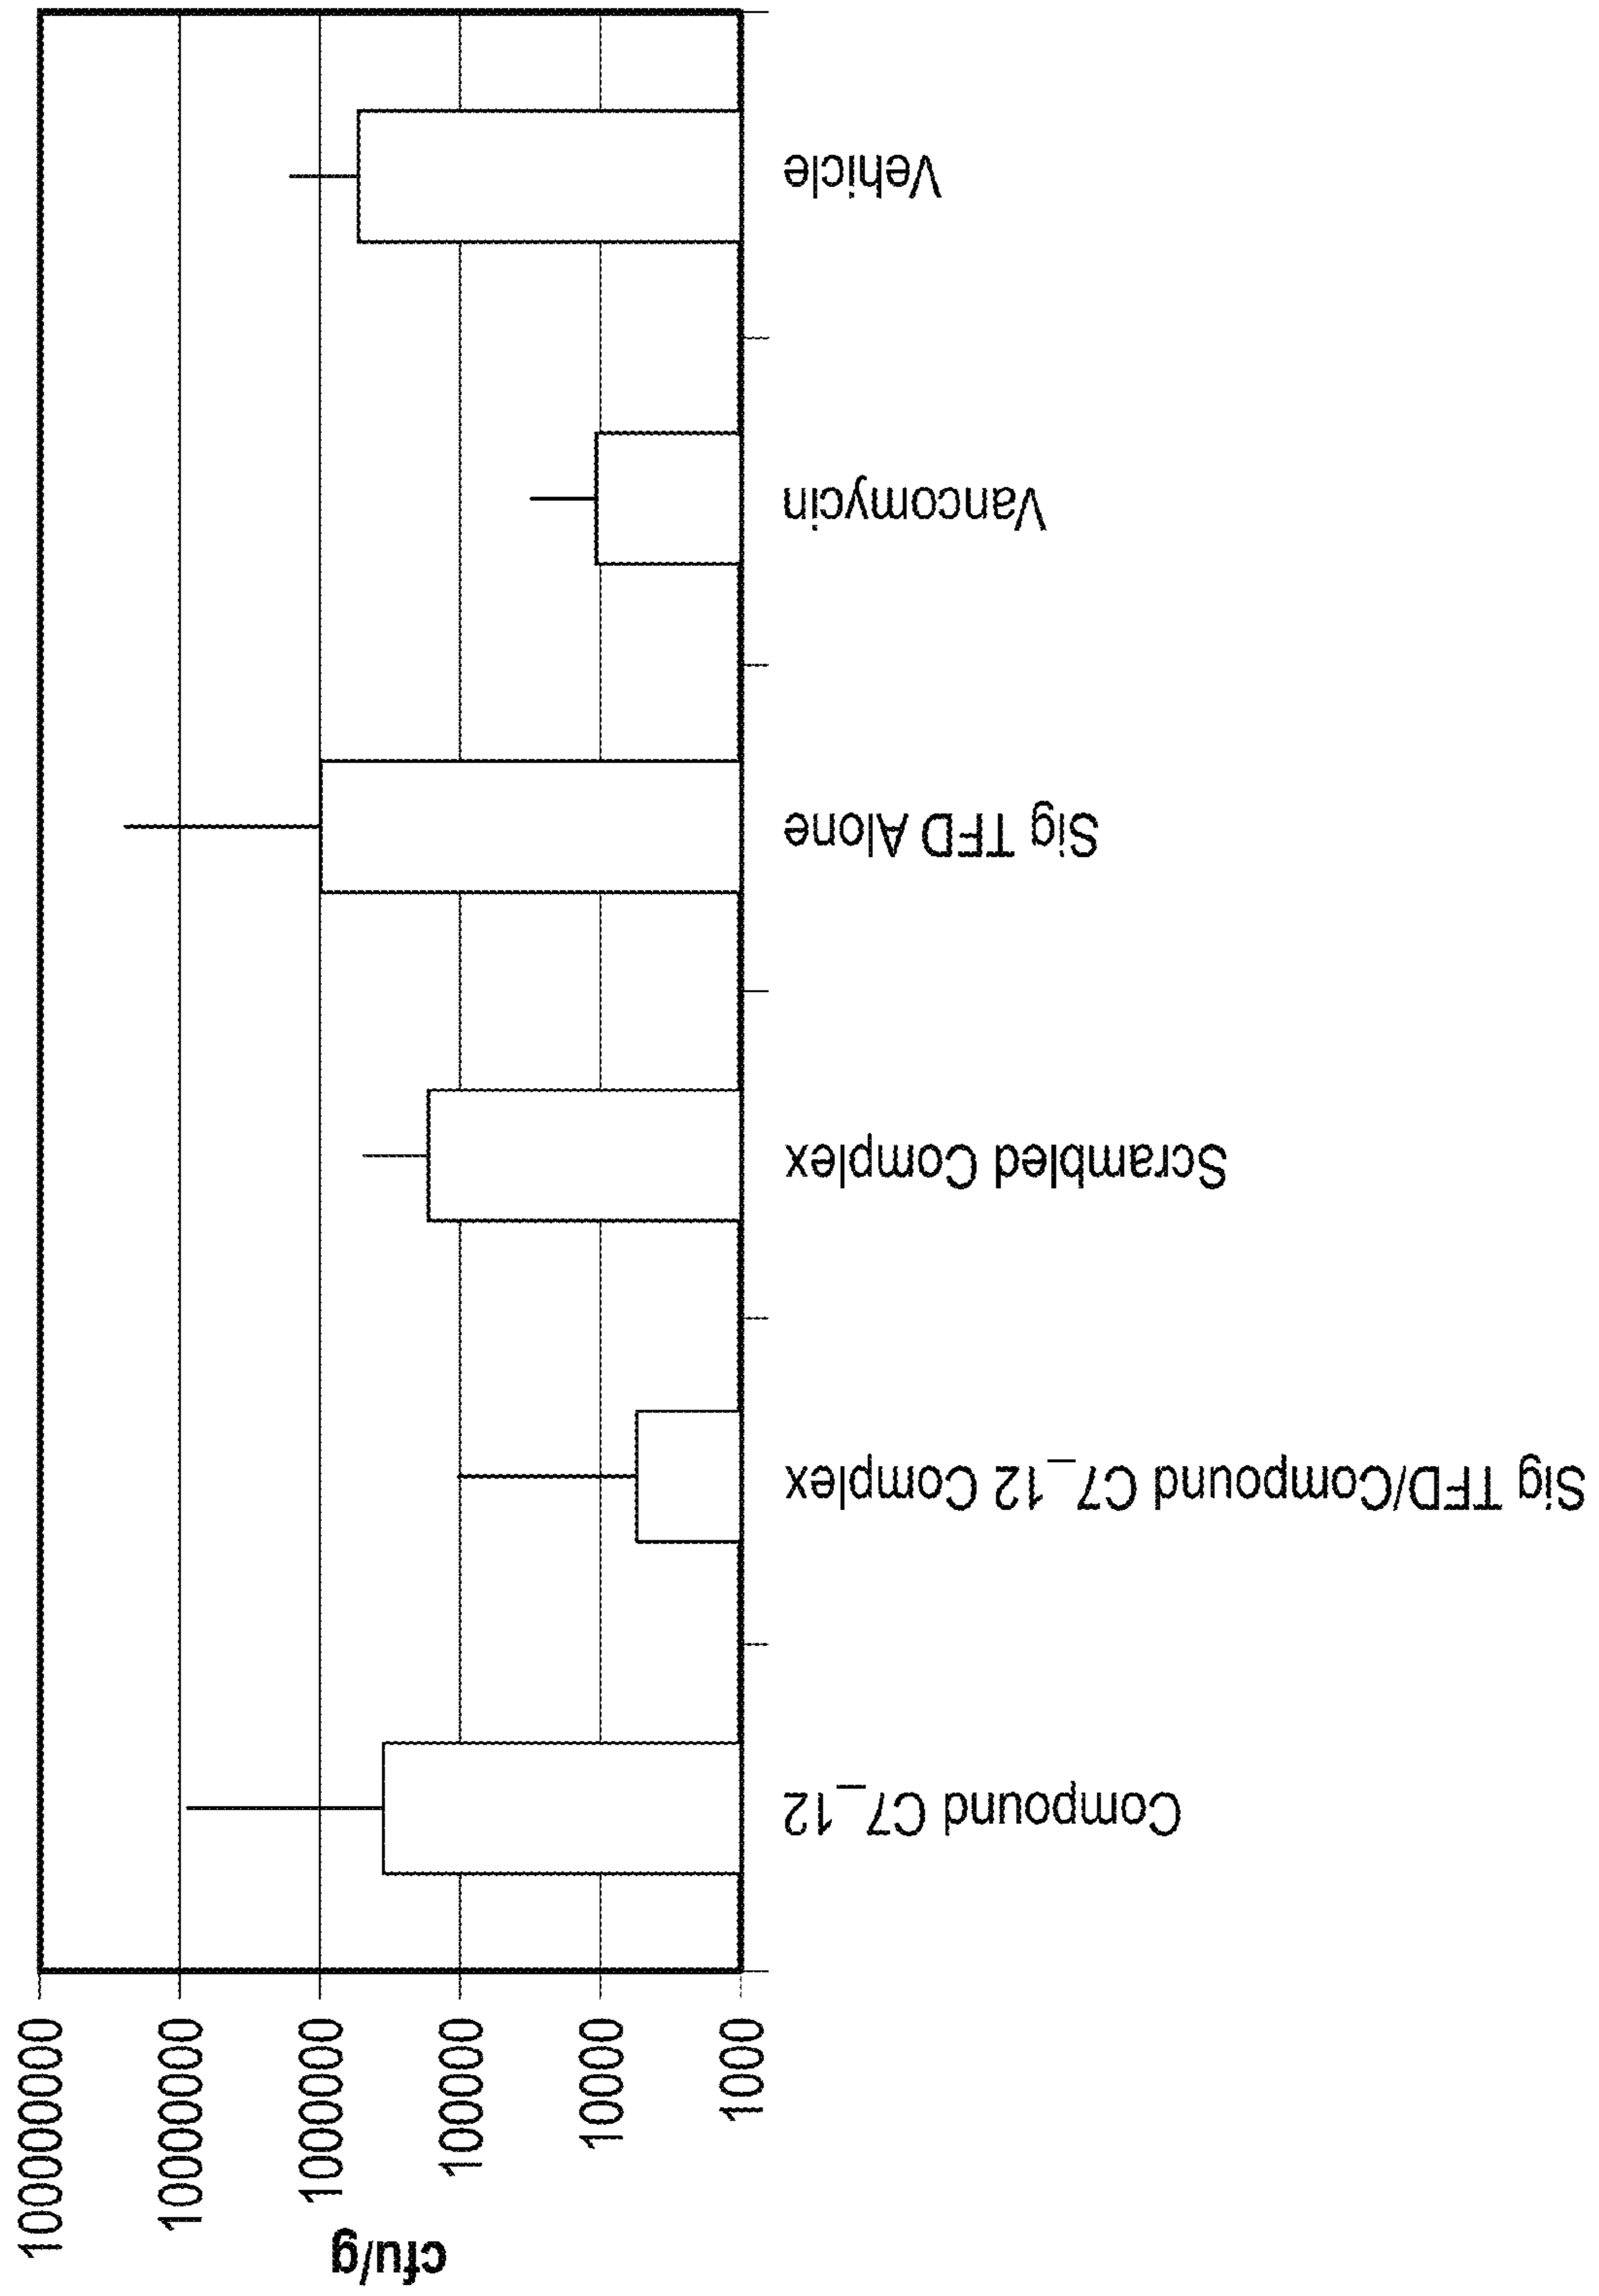 cfu/g
100000000
10000000
1000000
100000
10000
1000
Compound C7_12
Sig TFD/Compound C7_12 Complex
Scrambled Complex
Sig TFD Alone
Vancomycin
Vehicle